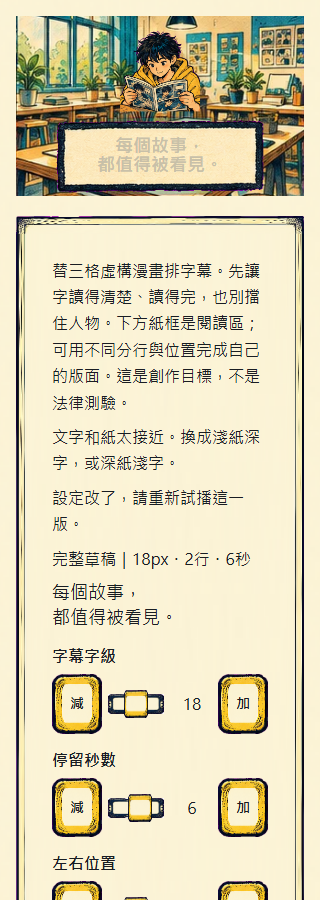 每個故事，
都值得被看見。
替三格虛構漫畫排字幕。先讓
字讀得清楚、讀得完，也別擋
住人物。下方紙框是閱讀區；
可用不同分行與位置完成自己
的版面。這是創作目標，不是
法律測驗。
文字和紙太接近。換成淺紙深
字，或深紙淺字。
設定改了，請重新試播這一
版。
完整草稿｜18px · 2行 · 6秒
每個故事，
都值得被看見。
字幕字級
減 18 加
停留秒數
減 6 加
左右位置